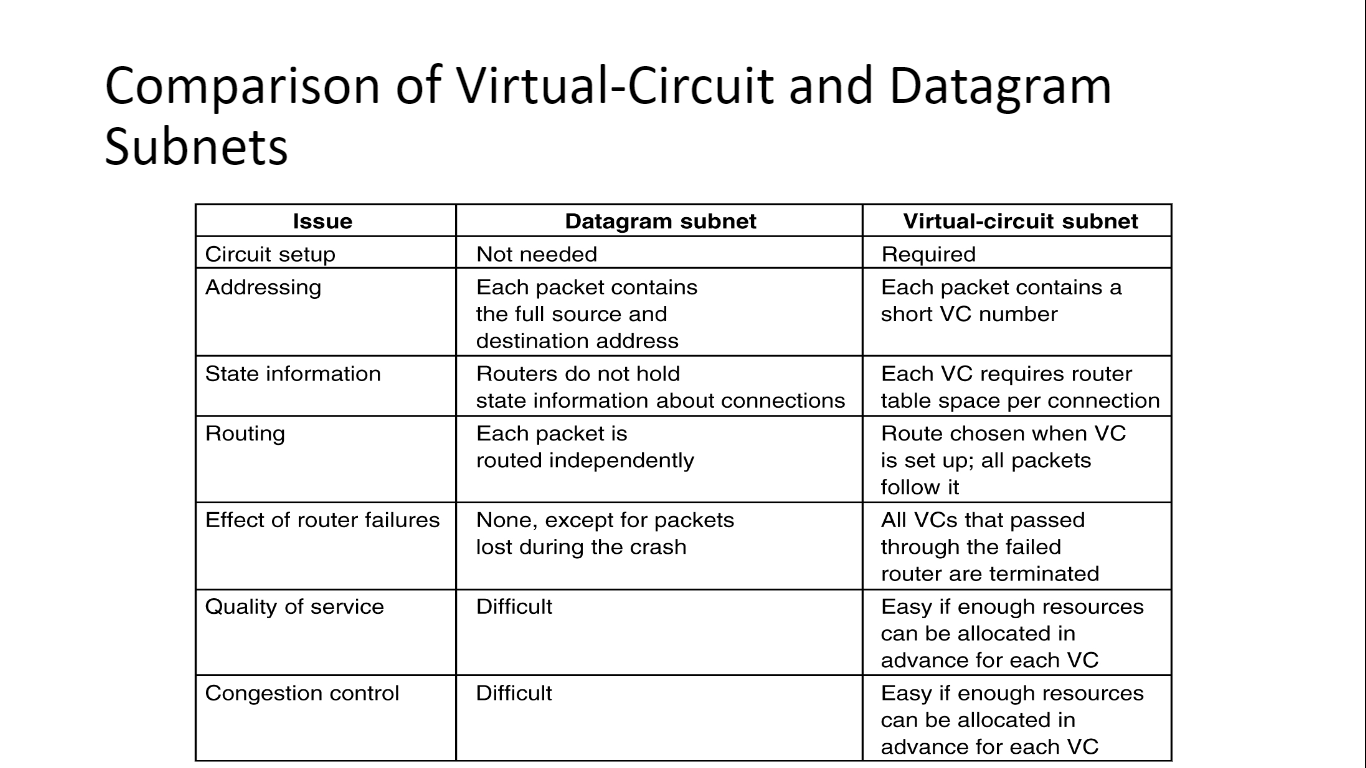 Comparison of Virtual-Circuit and Datagram
Subnets
Issue
Datagram subnet
Virtual-circuit subnet
Circuit setup
Not needed
Required
Addressing
Each packet contains
the full source and
destination address
Each packet contains a
short VC number
State information
Routers do not hold
state information about connections
Each VC requires router
table space per connection
Routing
Each packet is
routed independently
Route chosen when VC
is set up; all packets
follow it
Effect of router failures
None, except for packets
lost during the crash
All VCs that passed
through the failed
router are terminated
Quality of service
Difficult
Easy if enough resources
can be allocated in
advance for each VC
Congestion control
Difficult
Easy if enough resources
can be allocated in
advance for each VC